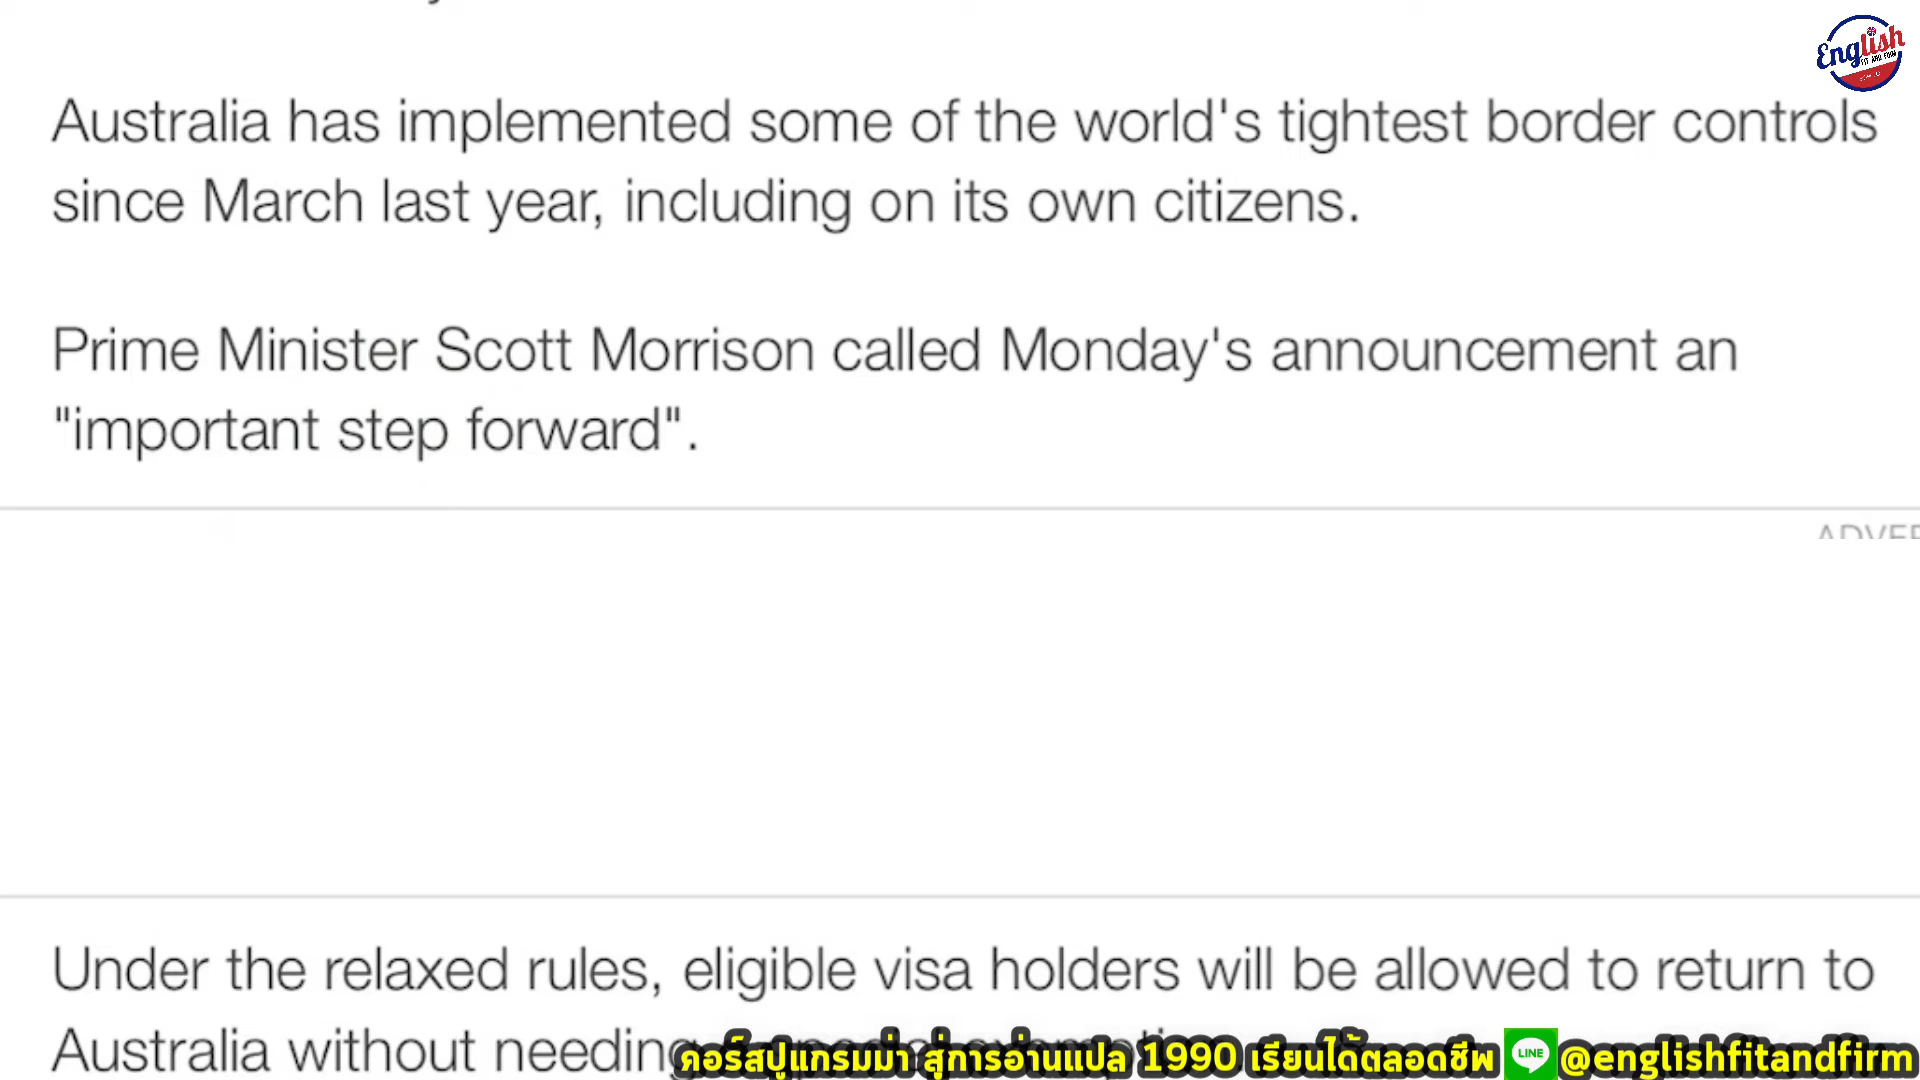 English
FIT AND FIRM
Australia has implemented some of the world's tightest border controls
since March last year, including on its own citizens.
Prime Minister Scott Morrison called Monday's announcement an
"important step forward".
Under the relaxed rules, eligible visa holders will be allowed to return to
Australia without needing
คอร์สปูแกรมม่า สู่การอ่านแปล 1990 เรียนได้ตลอดชีพ LINE @englishfitandfirm